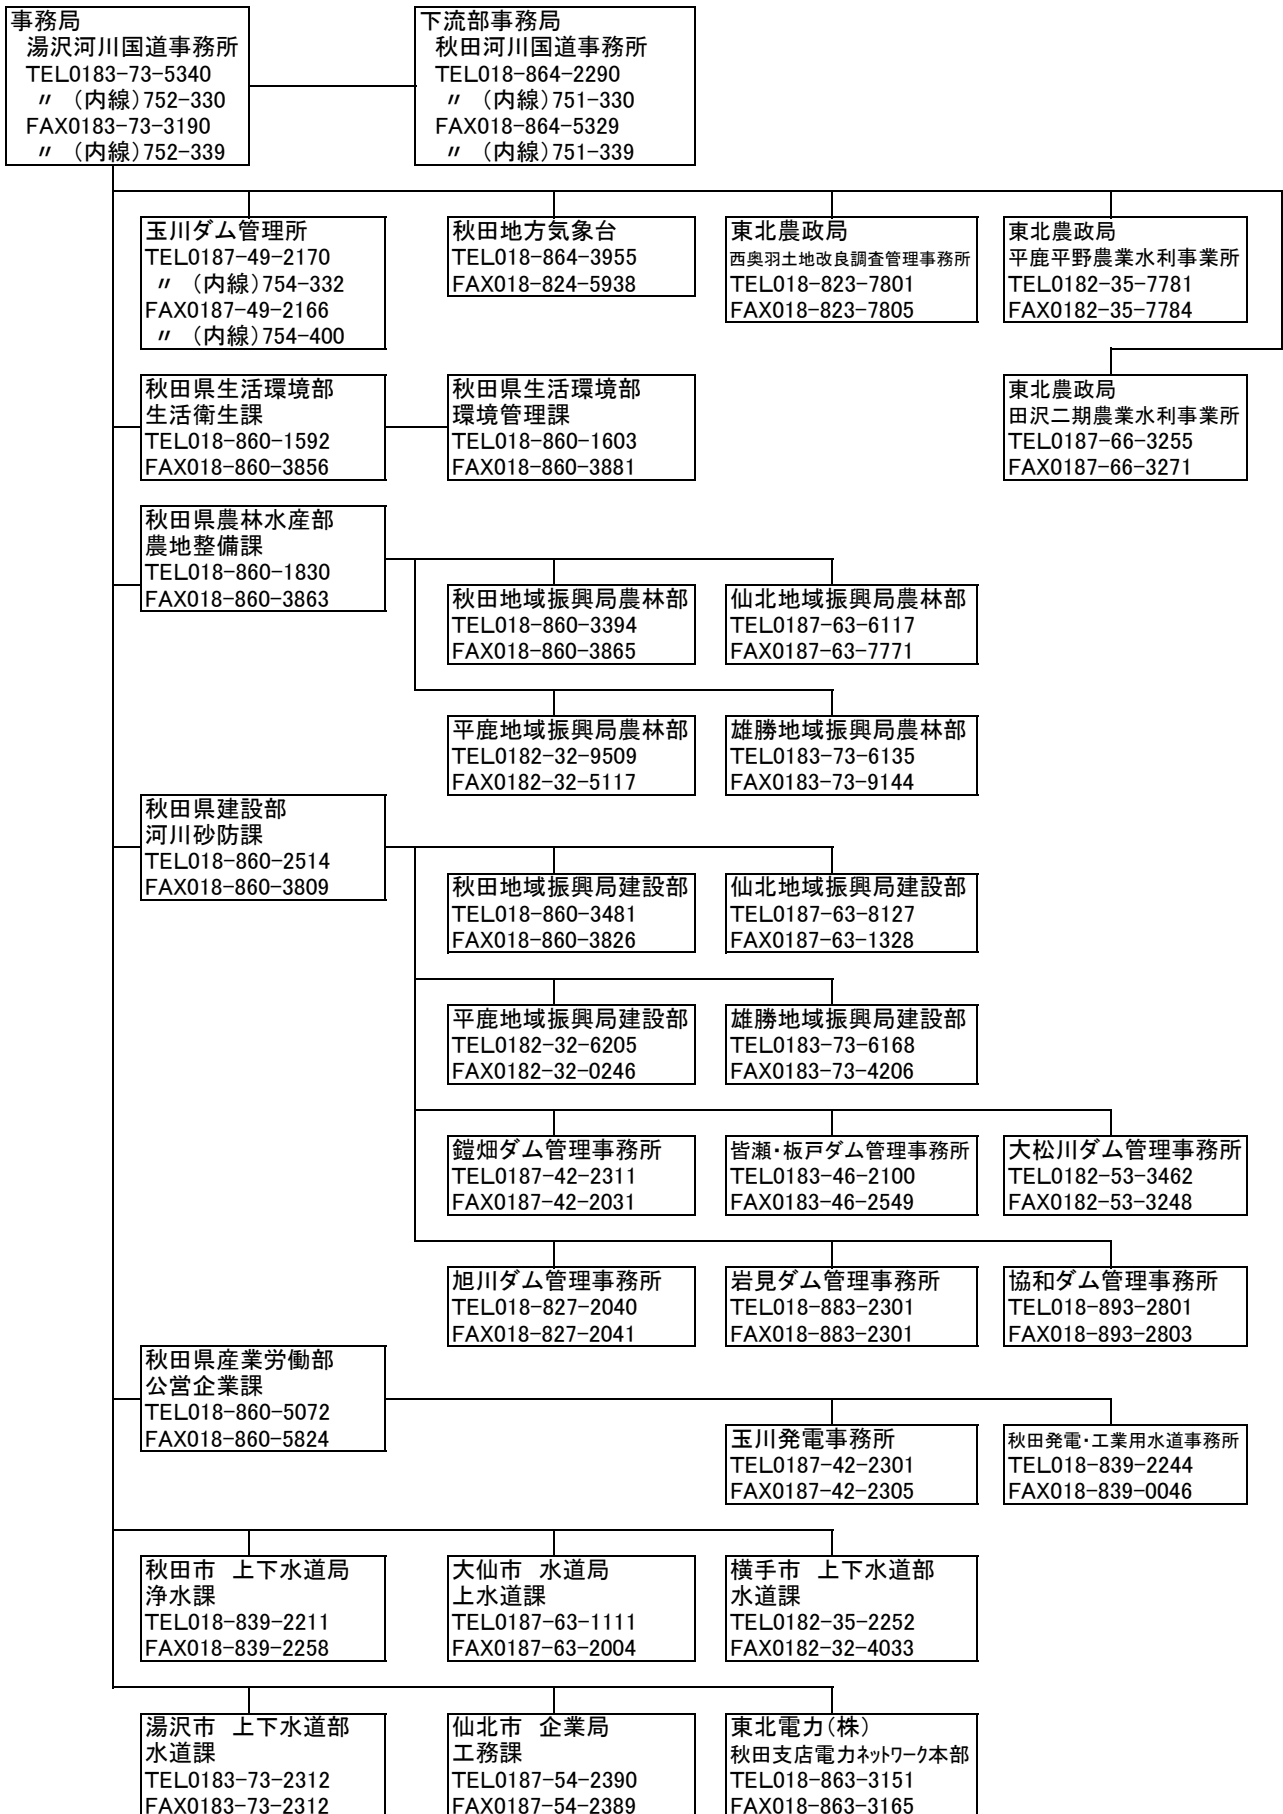 事務局
湯沢河川国道事務所
TEL0183-73-5340
〃 (内線)752-330
FAX0183-73-3190
〃 (内線)752-339
下流部事務局
秋田河川国道事務所
TEL018-864-2290
〃 (内線)751-330
FAX018-864-5329
〃 (内線)751-339
玉川ダム管理所
TEL0187-49-2170
〃 (内線)754-332
FAX0187-49-2166
〃 (内線)754-400
秋田地方気象台
TEL018-864-3955
FAX018-824-5938
東北農政局
西奥羽土地改良調査管理事務所
TEL018-823-7801
FAX018-823-7805
東北農政局
平鹿平野農業水利事業所
TEL0182-35-7781
FAX0182-35-7784
秋田県生活環境部
生活衛生課
TEL018-860-1592
FAX018-860-3856
秋田県生活環境部
環境管理課
TEL018-860-1603
FAX018-860-3881
東北農政局
田沢二期農業水利事業所
TEL0187-66-3255
FAX0187-66-3271
秋田県農林水産部
農地整備課
TEL018-860-1830
FAX018-860-3863
秋田地域振興局農林部
TEL018-860-3394
FAX018-860-3865
仙北地域振興局農林部
TEL0187-63-6117
FAX0187-63-7771
平鹿地域振興局農林部
TEL0182-32-9509
FAX0182-32-5117
雄勝地域振興局農林部
TEL0183-73-6135
FAX0183-73-9144
秋田県建設部
河川砂防課
TEL018-860-2514
FAX018-860-3809
秋田地域振興局建設部
TEL018-860-3481
FAX018-860-3826
仙北地域振興局建設部
TEL0187-63-8127
FAX0187-63-1328
平鹿地域振興局建設部
TEL0182-32-6205
FAX0182-32-0246
雄勝地域振興局建設部
TEL0183-73-6168
FAX0183-73-4206
鎧畑ダム管理事務所
TEL0187-42-2311
FAX0187-42-2031
皆瀬・板戸ダム管理事務所
TEL0183-46-2100
FAX0183-46-2549
大松川ダム管理事務所
TEL0182-53-3462
FAX0182-53-3248
旭川ダム管理事務所
TEL018-827-2040
FAX018-827-2041
岩見ダム管理事務所
TEL018-883-2301
FAX018-883-2301
協和ダム管理事務所
TEL018-893-2801
FAX018-893-2803
秋田県産業労働部
公営企業課
TEL018-860-5072
FAX018-860-5824
玉川発電事務所
TEL0187-42-2301
FAX0187-42-2305
秋田発電・工業用水道事務所
TEL018-839-2244
FAX018-839-0046
秋田市 上下水道局
浄水課
TEL018-839-2211
FAX018-839-2258
大仙市 水道局
上水道課
TEL0187-63-1111
FAX0187-63-2004
横手市 上下水道部
水道課
TEL0182-35-2252
FAX0182-32-4033
湯沢市 上下水道部
水道課
TEL0183-73-2312
FAX0183-73-2312
仙北市 企業局
工務課
TEL0187-54-2390
FAX0187-54-2389
東北電力(株)
秋田支店電力ネットワーク本部
TEL018-863-3151
FAX018-863-3165